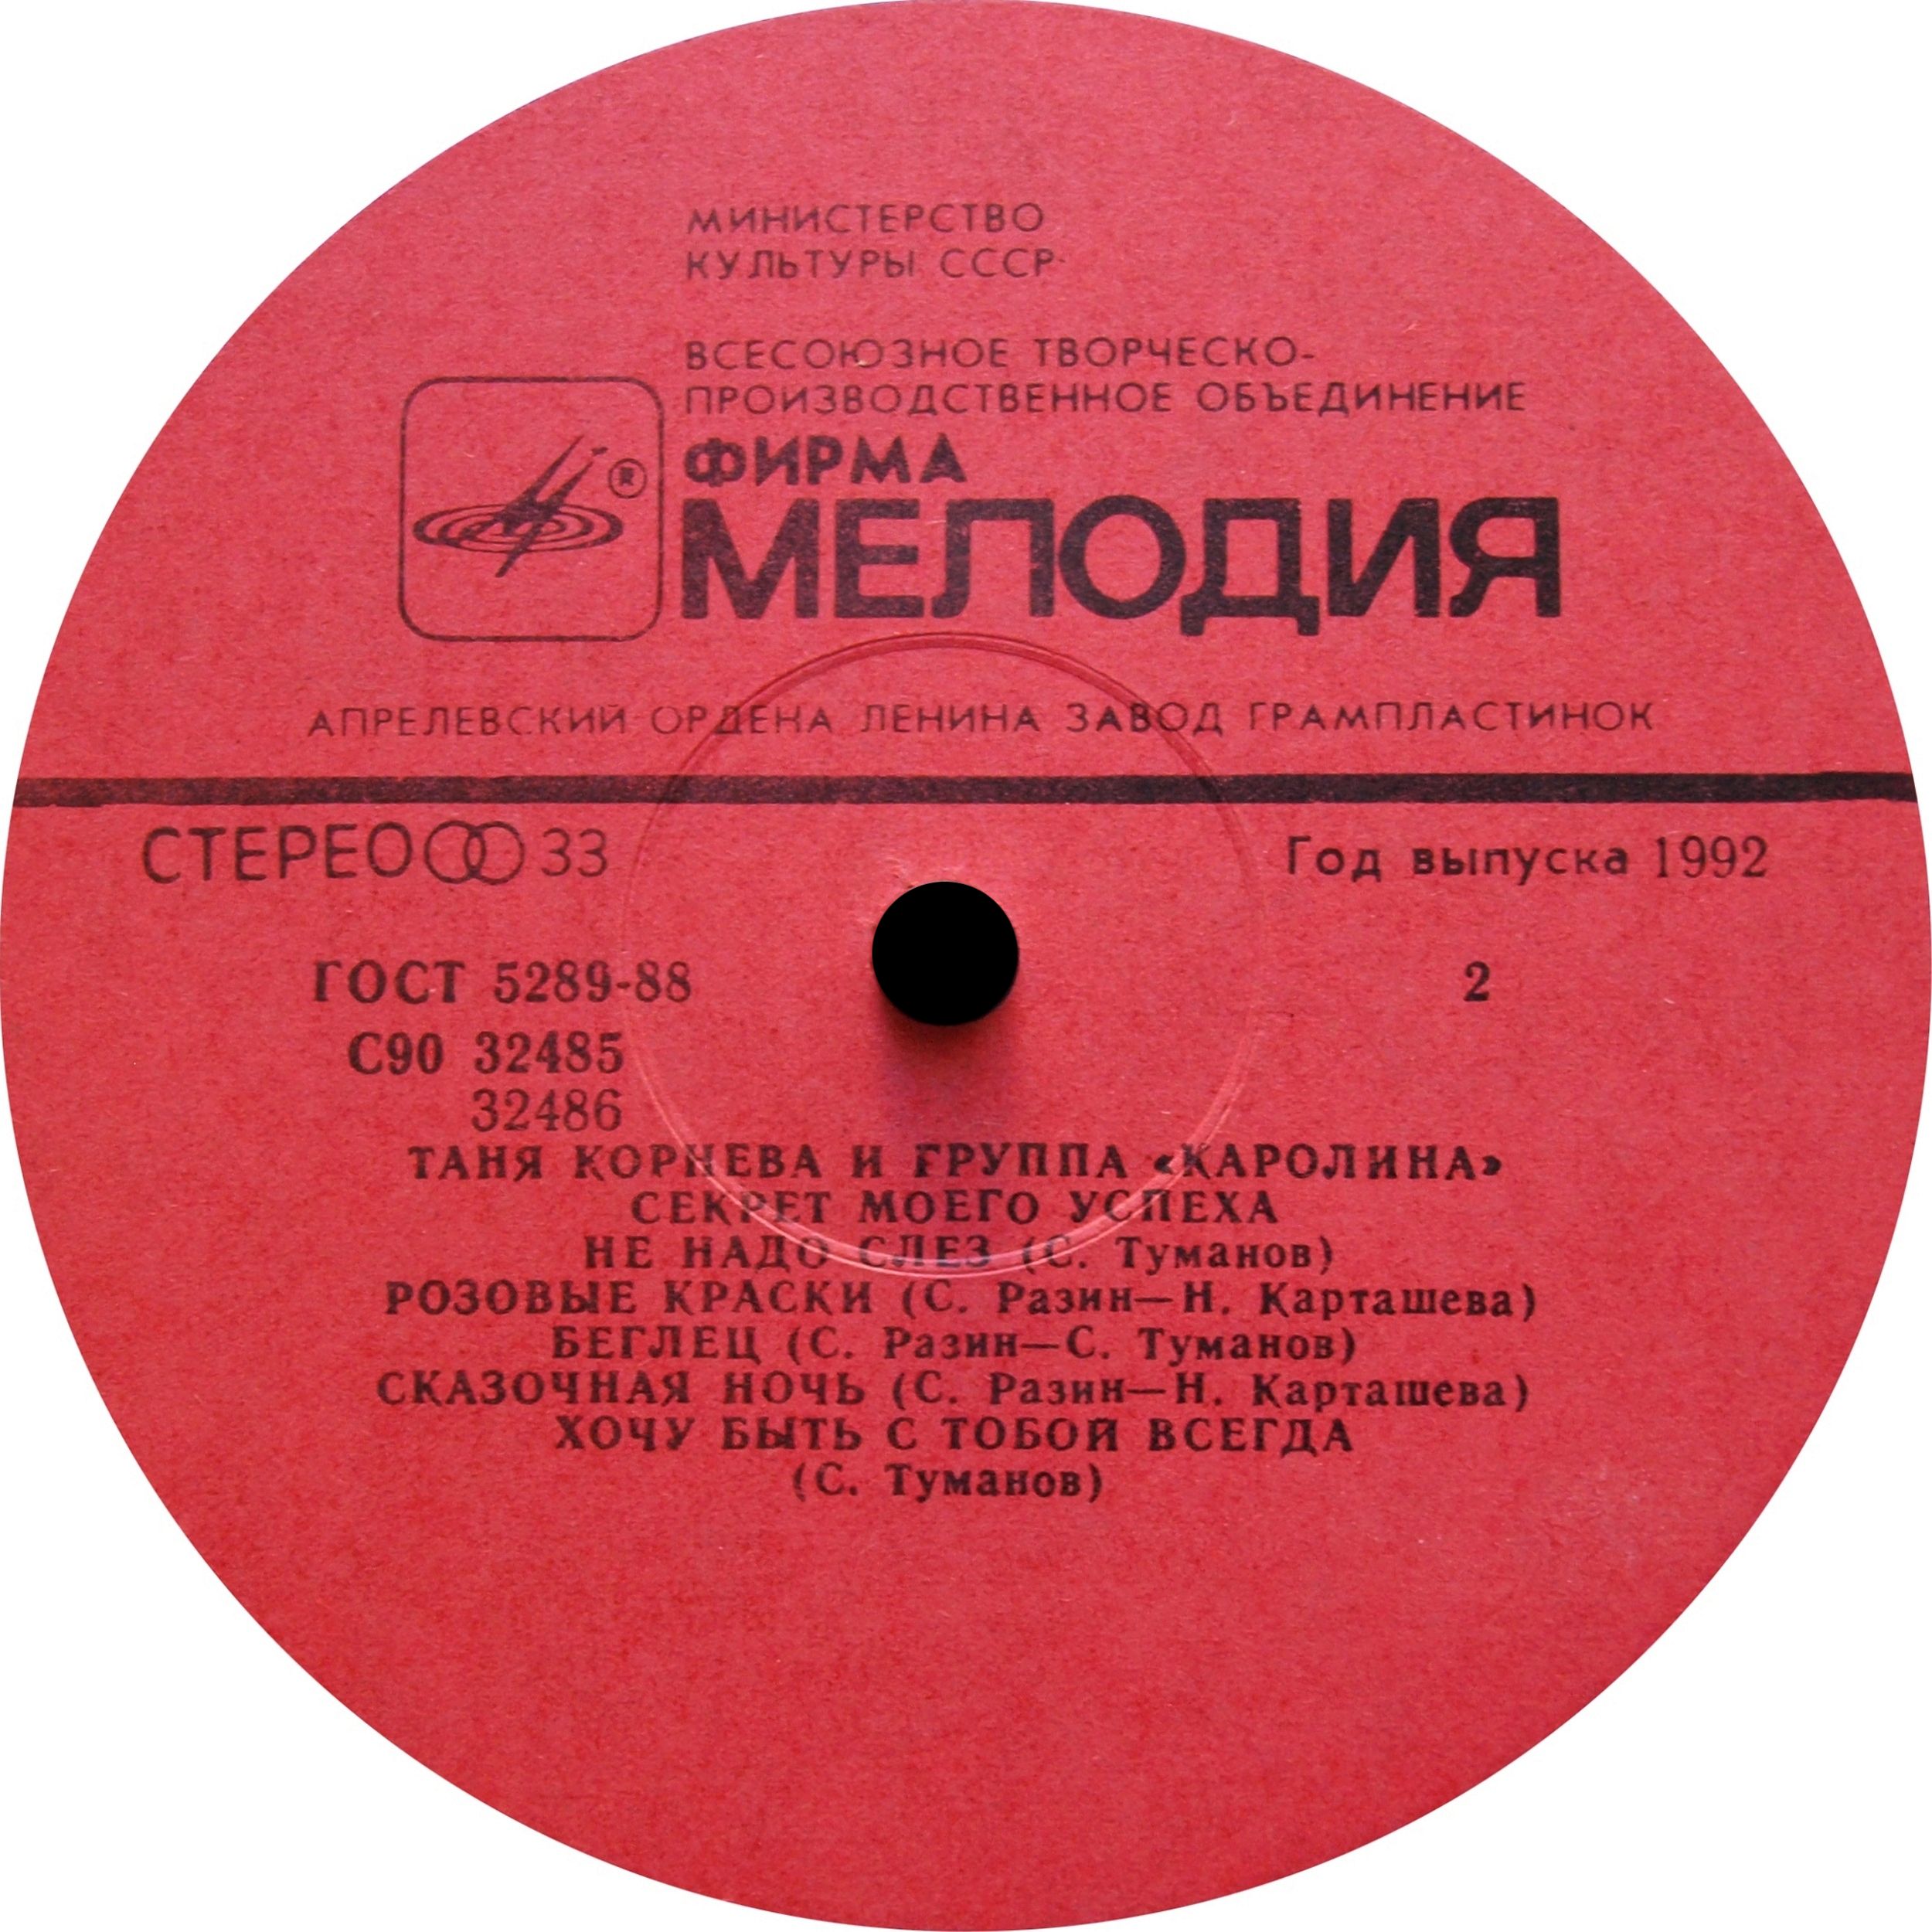 МИНИСТЕРСТВО
КУЛЬТУРЫ СССР
ВСЕСОЮЗНОЕ ТВОРЧЕСКО-
ПРОИЗВОДСТВЕННОЕ ОБЪЕДИНЕНИЕ
ФИРМА
®
МЕЛОДИЯ
АПРЕЛЕВСКИЙ ОРДЕНА ЛЕНИНА ЗАВОД ГРАМПЛАСТИНОК
СТЕРЕО 33
Год выпуска 1992
ГОСТ 5289-88
2
С90 32485
32486
ТАНЯ КОРНЕВА И ГРУППА «КАРОЛИНА»
СЕКРЕТ МОЕГО УСПЕХА
НЕ НАДО СЛЕЗ (С. Туманов)
РОЗОВЫЕ КРАСКИ (С. Разин—Н. Карташева)
БЕГЛЕЦ (С. Разин—С. Туманов)
СКАЗОЧНАЯ НОЧЬ (С. Разин—Н. Карташева)
ХОЧУ БЫТЬ С ТОБОЙ ВСЕГДА
(С. Туманов)